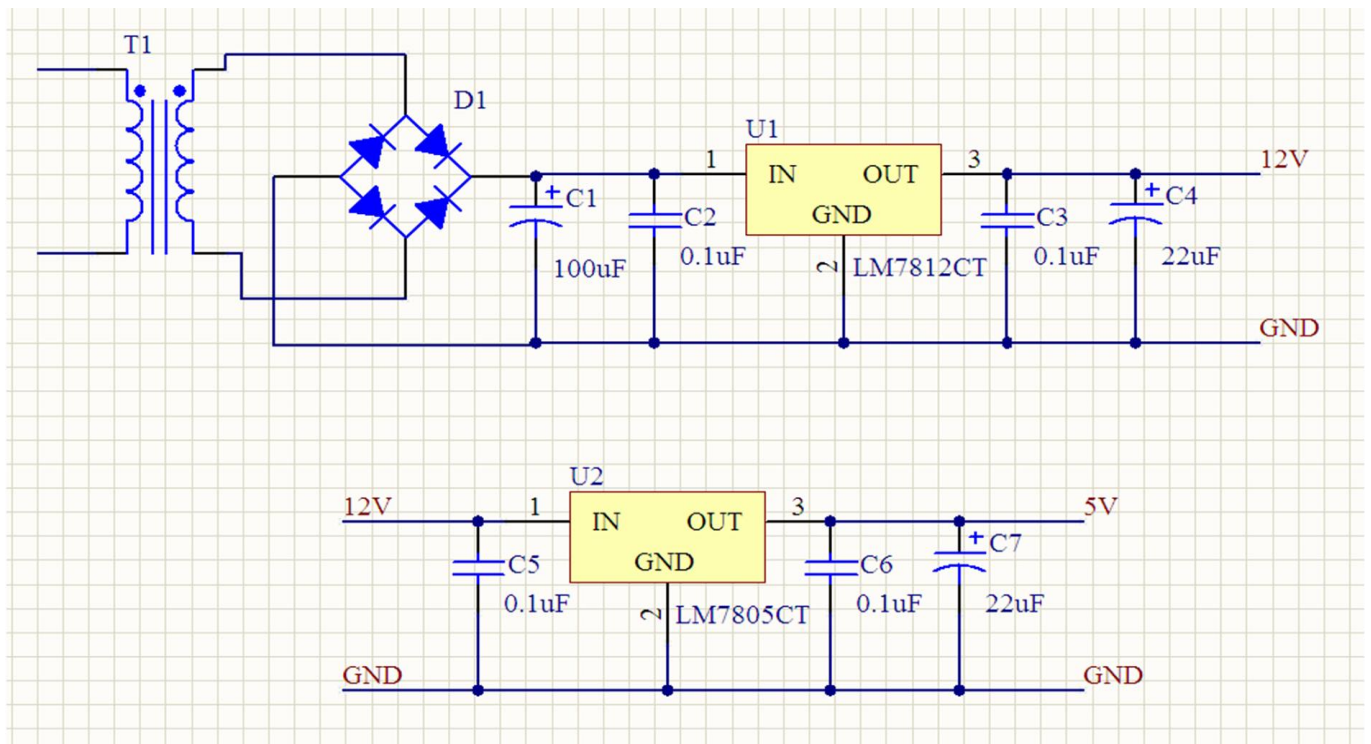 T1
D1
U1
1 IN OUT 3 12V
GND
+ C1
100uF
C2
0.1uF
2 LM7812CT
C3
0.1uF
+ C4
22uF
GND
U2
12V 1 IN OUT 3 5V
GND
C5
0.1uF
2 LM7805CT
C6
0.1uF
+ C7
22uF
GND GND